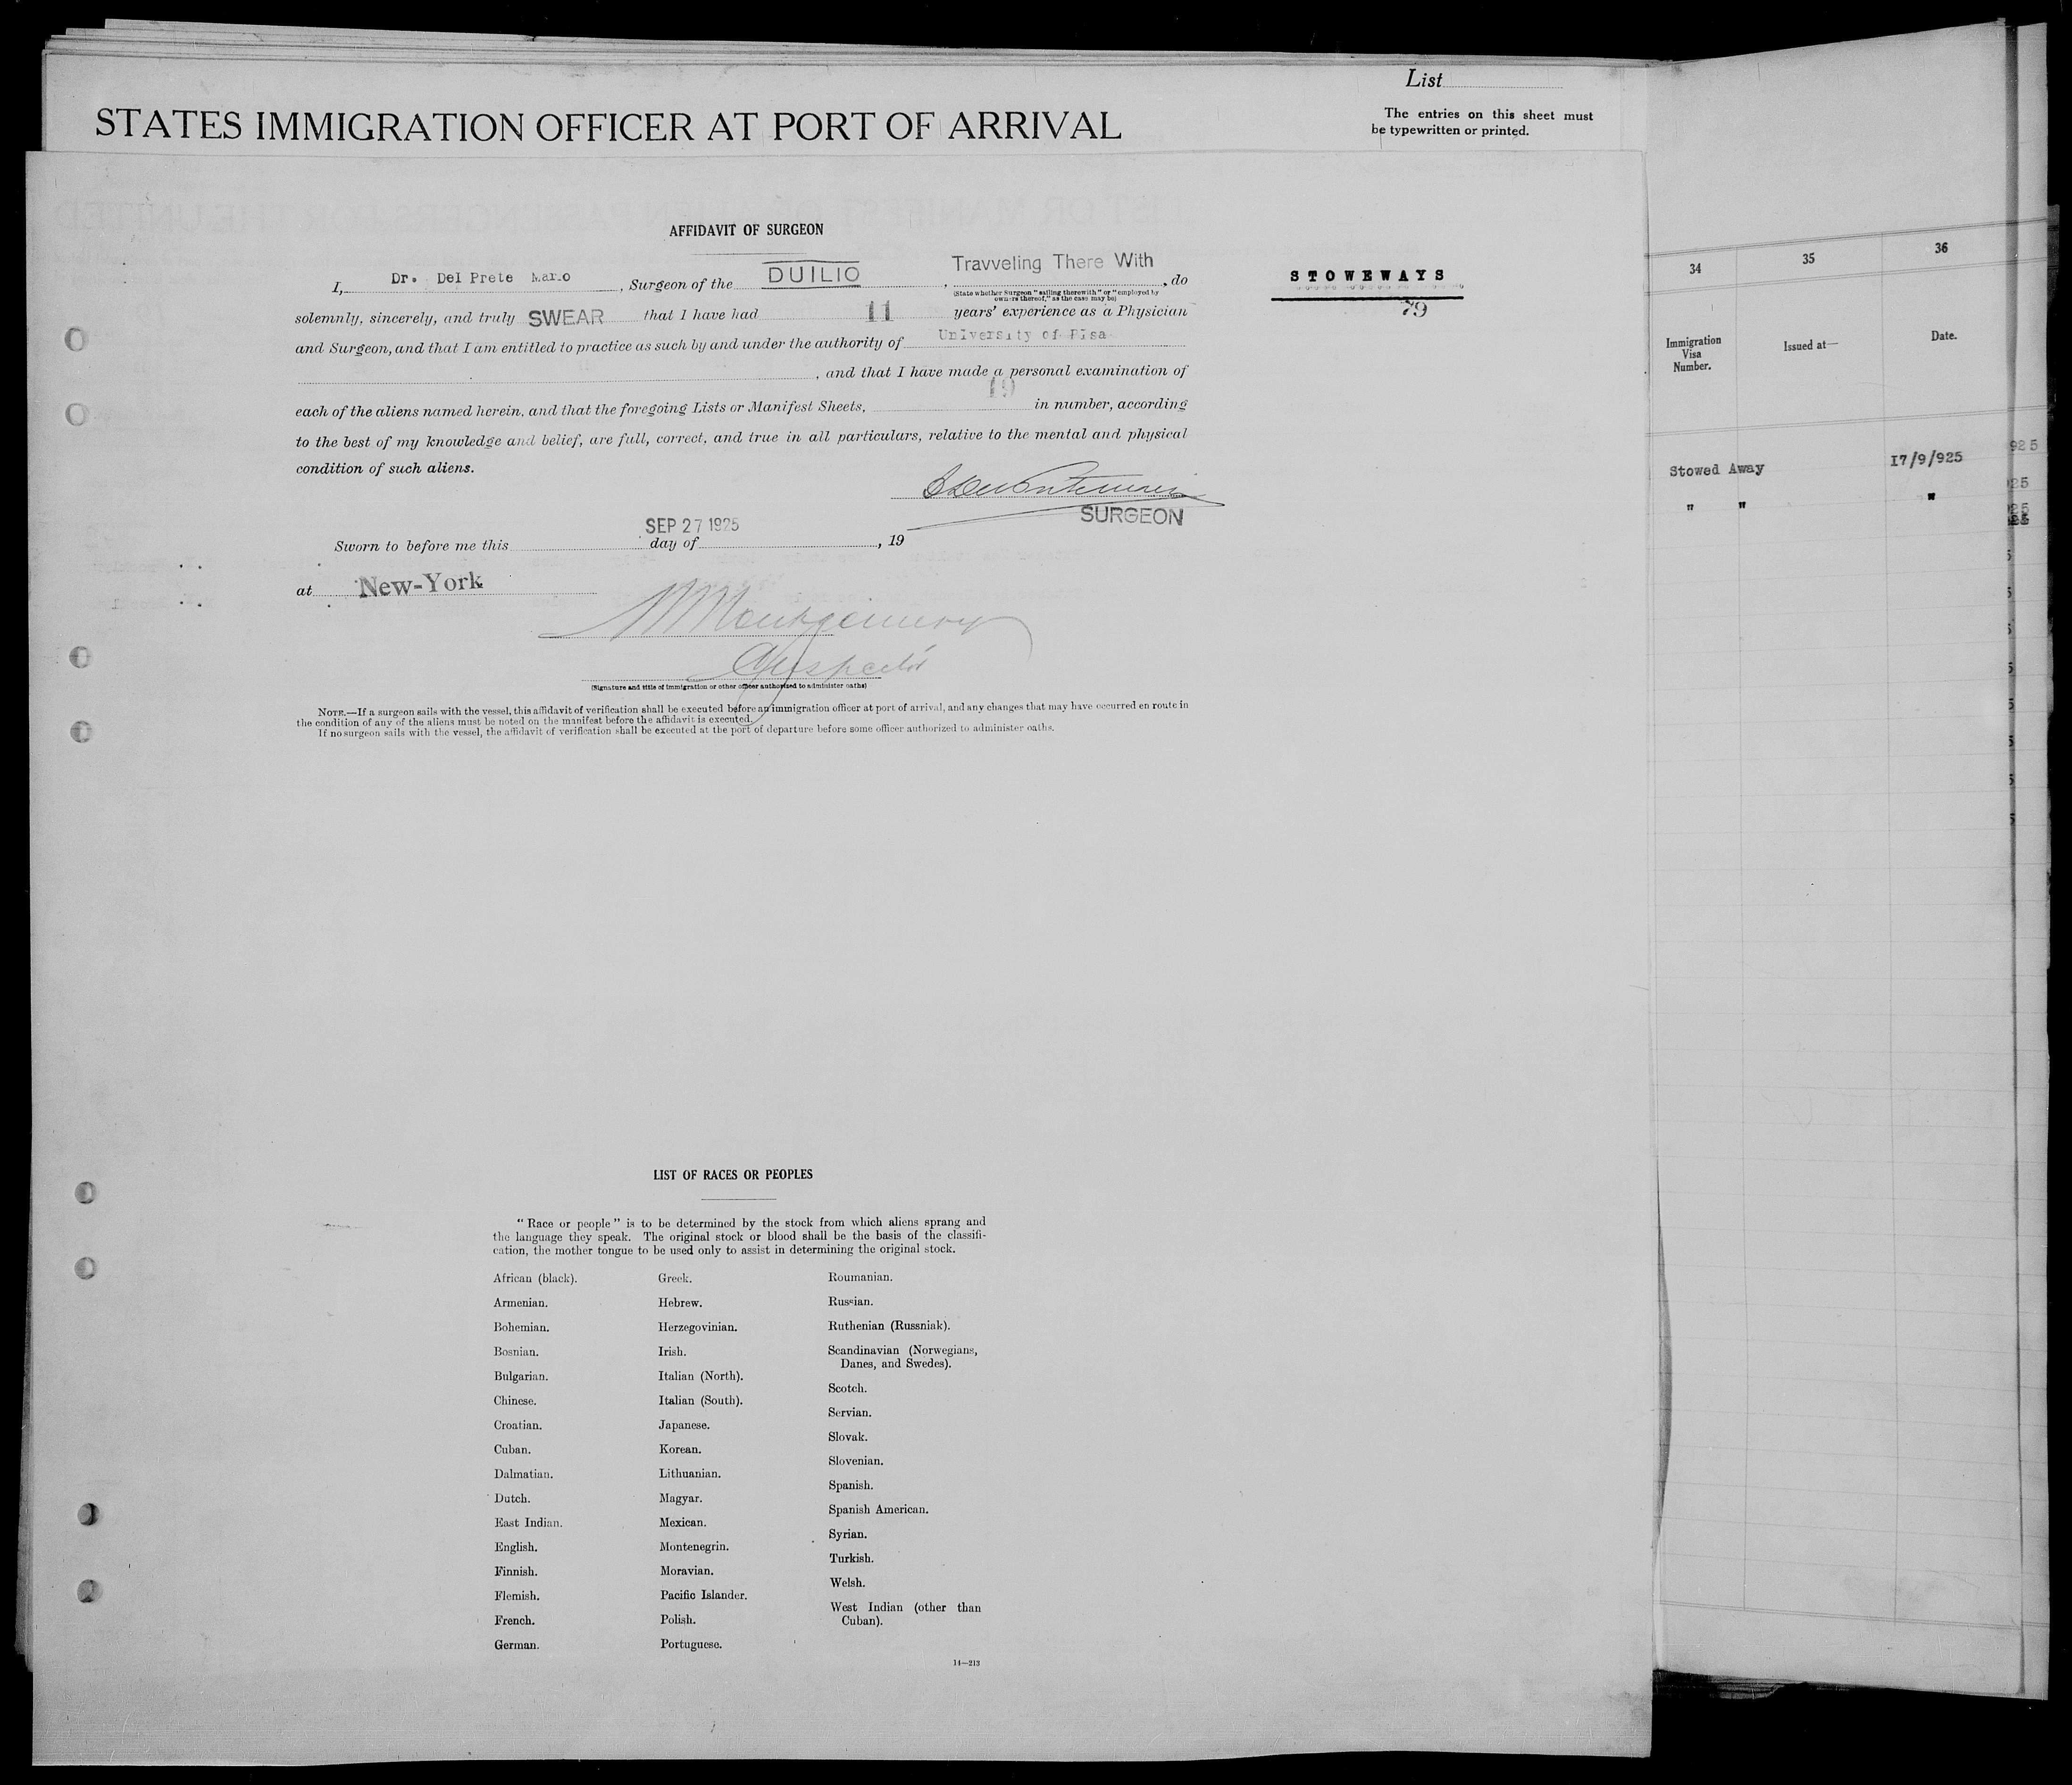 List
STATES IMMIGRATION OFFICER AT PORT OF ARRIVAL
The entries on this sheet must
be typewritten or printed.
AFFIDAVIT OF SURGEON
I, Dr. Del Prete Mario, Surgeon of the DUILIO, Travveling There With, do
(State whether Surgeon "sailing therewith" or "employed by
owners thereof," as the case may be)
solemnly, sincerely, and truly SWEAR that I have had 11 years' experience as a Physician
and Surgeon, and that I am entitled to practice as such by and under the authority of University of Pisa
, and that I have made a personal examination of
each of the aliens named herein, and that the foregoing Lists or Manifest Sheets, 19 in number, according
to the best of my knowledge and belief, are full, correct, and true in all particulars, relative to the mental and physical
condition of such aliens.
SURGEON
Sworn to before me this SEP 27 1925 day of , 19
at New-York
Montgomery
Inspector
(Signature and title of immigration or other officer authorized to administer oaths)
NOTE.—If a surgeon sails with the vessel, this affidavit of verification shall be executed before an immigration officer at port of arrival, and any changes that may have occurred en route in
the condition of any of the aliens must be noted on the manifest before the affidavit is executed.
If no surgeon sails with the vessel, the affidavit of verification shall be executed at the port of departure before some officer authorized to administer oaths.
STOWEWAYS
79
LIST OF RACES OR PEOPLES
"Race or people" is to be determined by the stock from which aliens sprang and
the language they speak. The original stock or blood shall be the basis of the classifi-
cation, the mother tongue to be used only to assist in determining the original stock.
African (black).
Armenian.
Bohemian.
Bosnian.
Bulgarian.
Chinese.
Croatian.
Cuban.
Dalmatian.
Dutch.
East Indian.
English.
Finnish.
Flemish.
French.
German.
Greek.
Hebrew.
Herzegovinian.
Irish.
Italian (North).
Italian (South).
Japanese.
Korean.
Lithuanian.
Magyar.
Mexican.
Montenegrin.
Moravian.
Pacific Islander.
Polish.
Portuguese.
Roumanian.
Russian.
Ruthenian (Russniak).
Scandinavian (Norwegians,
Danes, and Swedes).
Scotch.
Servian.
Slovak.
Slovenian.
Spanish.
Spanish American.
Syrian.
Turkish.
Welsh.
West Indian (other than
Cuban).
14—213
34 35 36
Immigration
Visa
Number.
Issued at—
Date.
Stowed Away 17/9/925
" " "
925
25
25